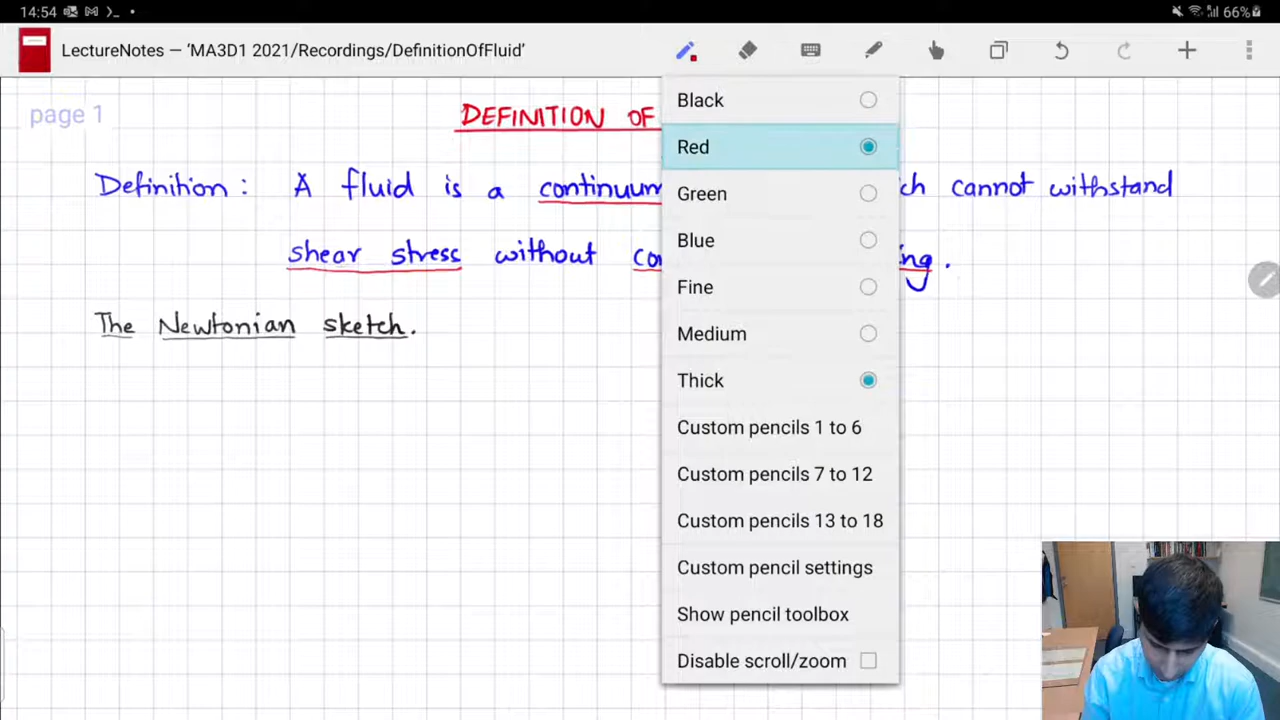 14:54 66%
LectureNotes — ‘MA3D1 2021/Recordings/DefinitionOfFluid’
page 1
DEFINITION OF
Definition : A fluid is a continuum cannot withstand
shear stress without
The Newtonian sketch.
Black
Red
Green
Blue
Fine
Medium
Thick
Custom pencils 1 to 6
Custom pencils 7 to 12
Custom pencils 13 to 18
Custom pencil settings
Show pencil toolbox
Disable scroll/zoom